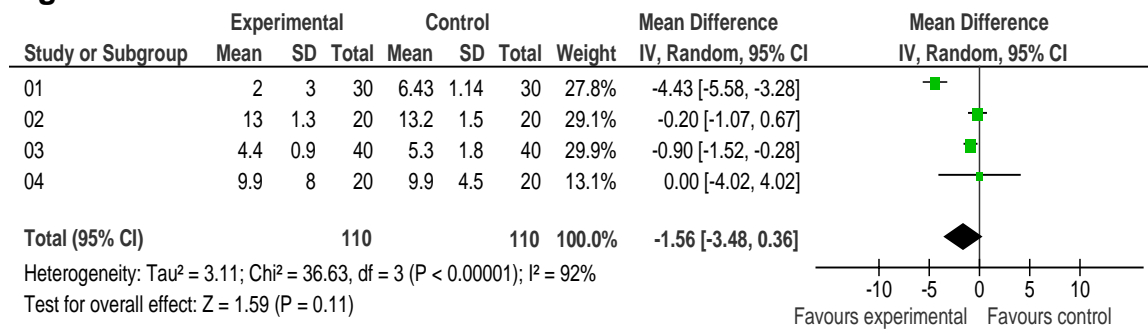 Experimental Control Mean Difference Mean Difference
Study or Subgroup Mean SD Total Mean SD Total Weight IV, Random, 95% CI IV, Random, 95% CI
01 2 3 30 6.43 1.14 30 27.8% -4.43 [-5.58, -3.28]
02 13 1.3 20 13.2 1.5 20 29.1% -0.20 [-1.07, 0.67]
03 4.4 0.9 40 5.3 1.8 40 29.9% -0.90 [-1.52, -0.28]
04 9.9 8 20 9.9 4.5 20 13.1% 0.00 [-4.02, 4.02]
Total (95% CI) 110 110 100.0% -1.56 [-3.48, 0.36]
Heterogeneity: Tau² = 3.11; Chi² = 36.63, df = 3 (P < 0.00001); I² = 92%
-10 -5 0 5 10
Test for overall effect: Z = 1.59 (P = 0.11)
Favours experimental Favours control